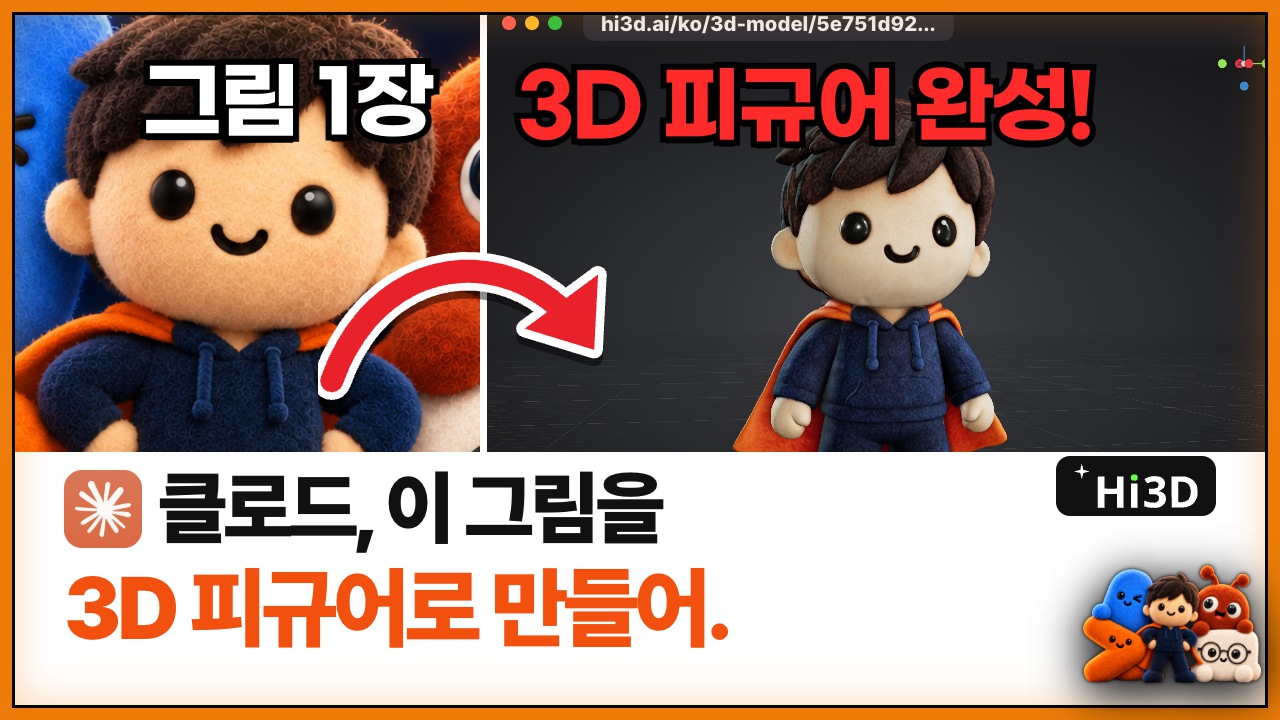 hi3d.ai/ko/3d-model/5e751d92...
그림 1장
3D 피규어 완성!
클로드, 이 그림을
3D 피규어로 만들어.
Hi3D